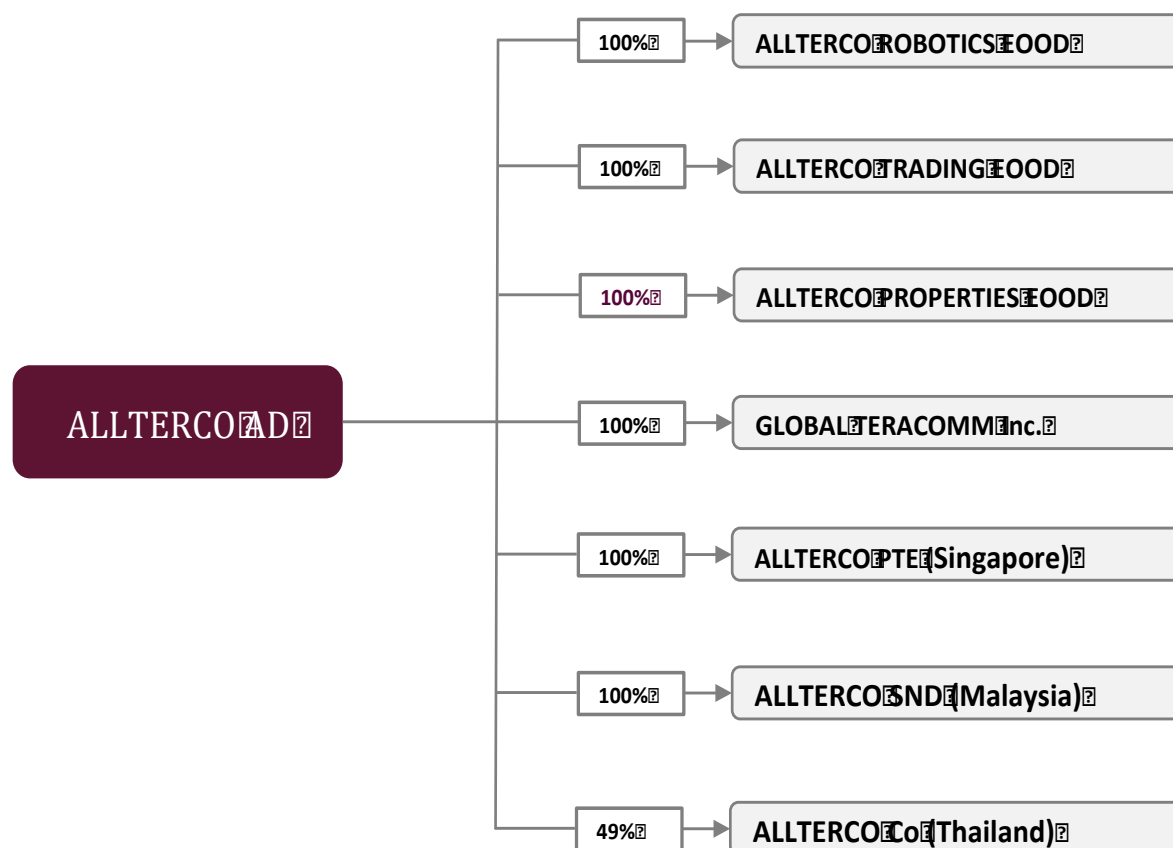 100%
ALLTERCO ROBOTICS EOOD
100%
ALLTERCO TRADING EOOD
100%
ALLTERCO PROPERTIES EOOD
ALLTERCO AD
100%
GLOBAL TERACOMM Inc.
100%
ALLTERCO PTE (Singapore)
100%
ALLTERCO SND (Malaysia)
49%
ALLTERCO Co (Thailand)